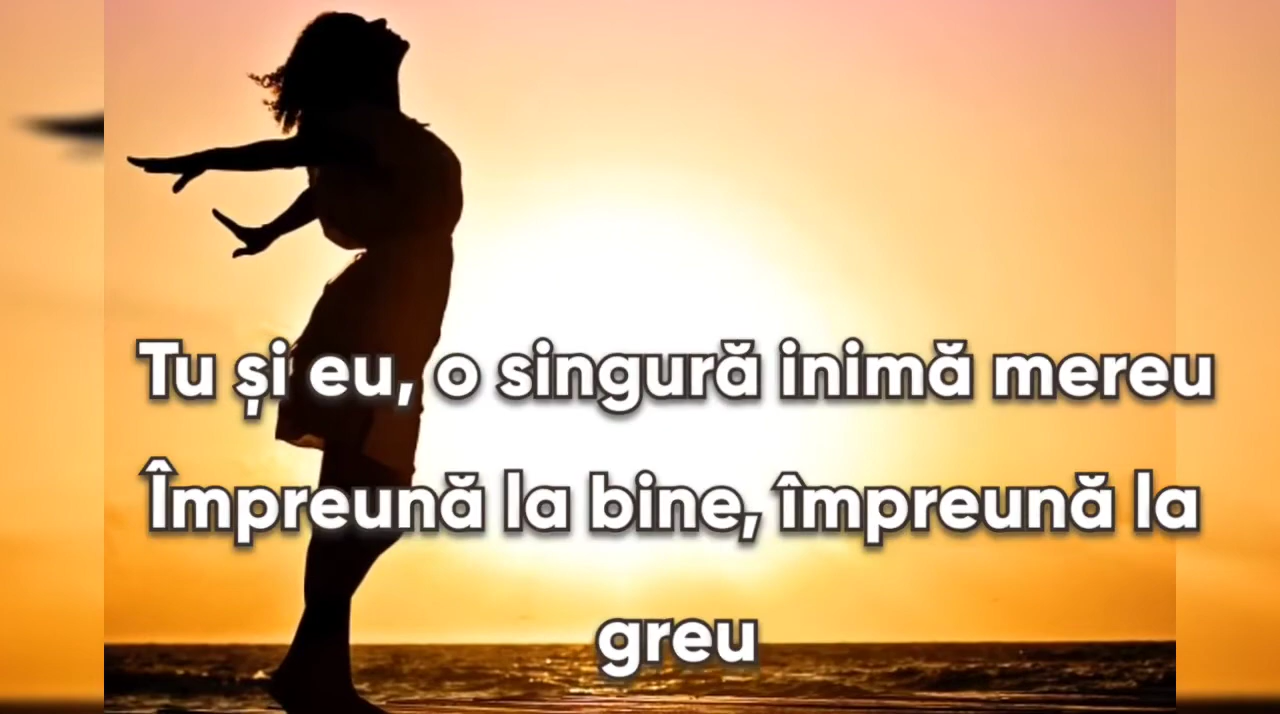 Tu și eu, o singură inimă mereu
Împreună la bine, împreună la
greu